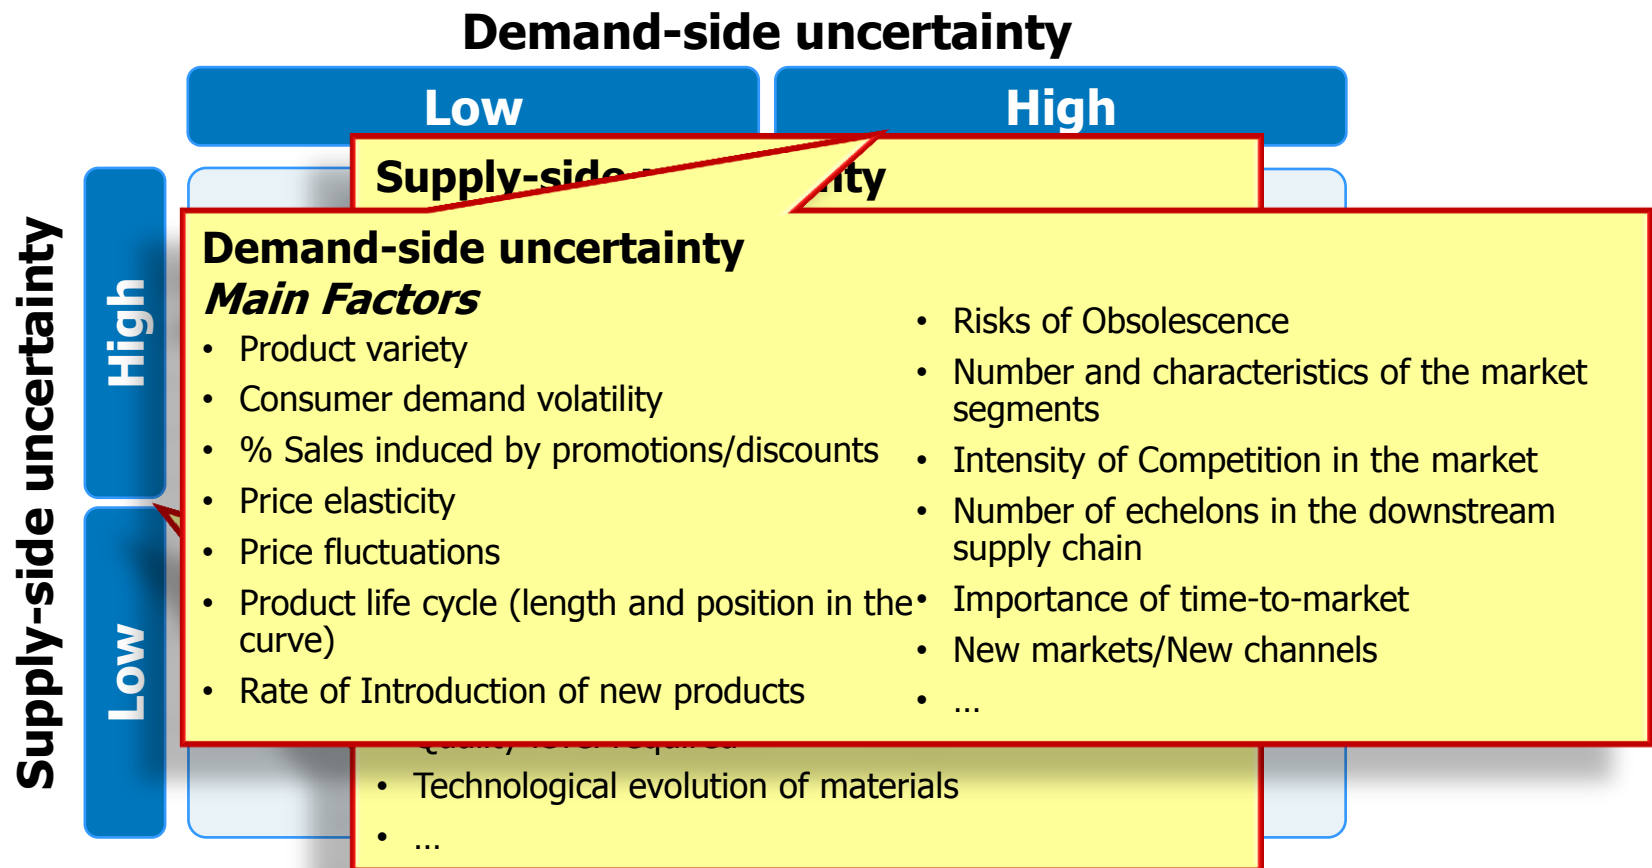 Demand-side uncertainty
Low
High
Supply-side uncertainty
High
Low
Supply-side
Demand-side uncertainty
Main Factors
• Product variety
• Consumer demand volatility
• % Sales induced by promotions/discounts
• Price elasticity
• Price fluctuations
• Product life cycle (length and position in the
curve)
• Rate of Introduction of new products
• Risks of Obsolescence
• Number and characteristics of the market
segments
• Intensity of Competition in the market
• Number of echelons in the downstream
supply chain
• Importance of time-to-market
• New markets/New channels
• …
Quality level required
• Technological evolution of materials
• …